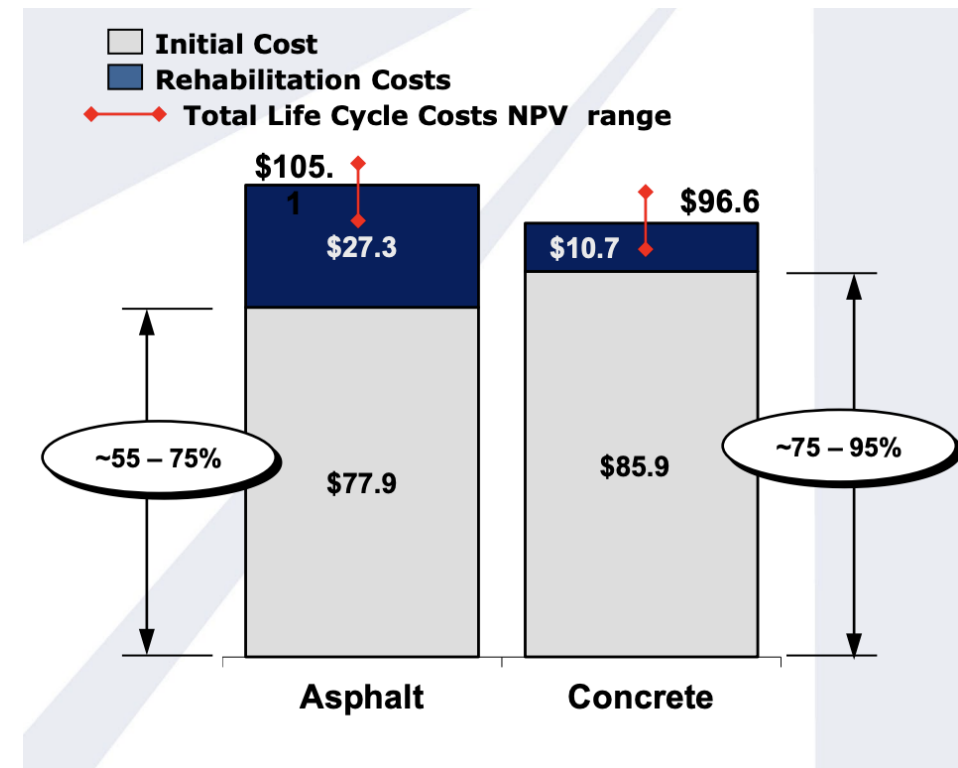 Initial Cost
Rehabilitation Costs
Total Life Cycle Costs NPV range
$105.
1
$96.6
$27.3
$10.7
~55 – 75%
~75 – 95%
$77.9
$85.9
Asphalt
Concrete